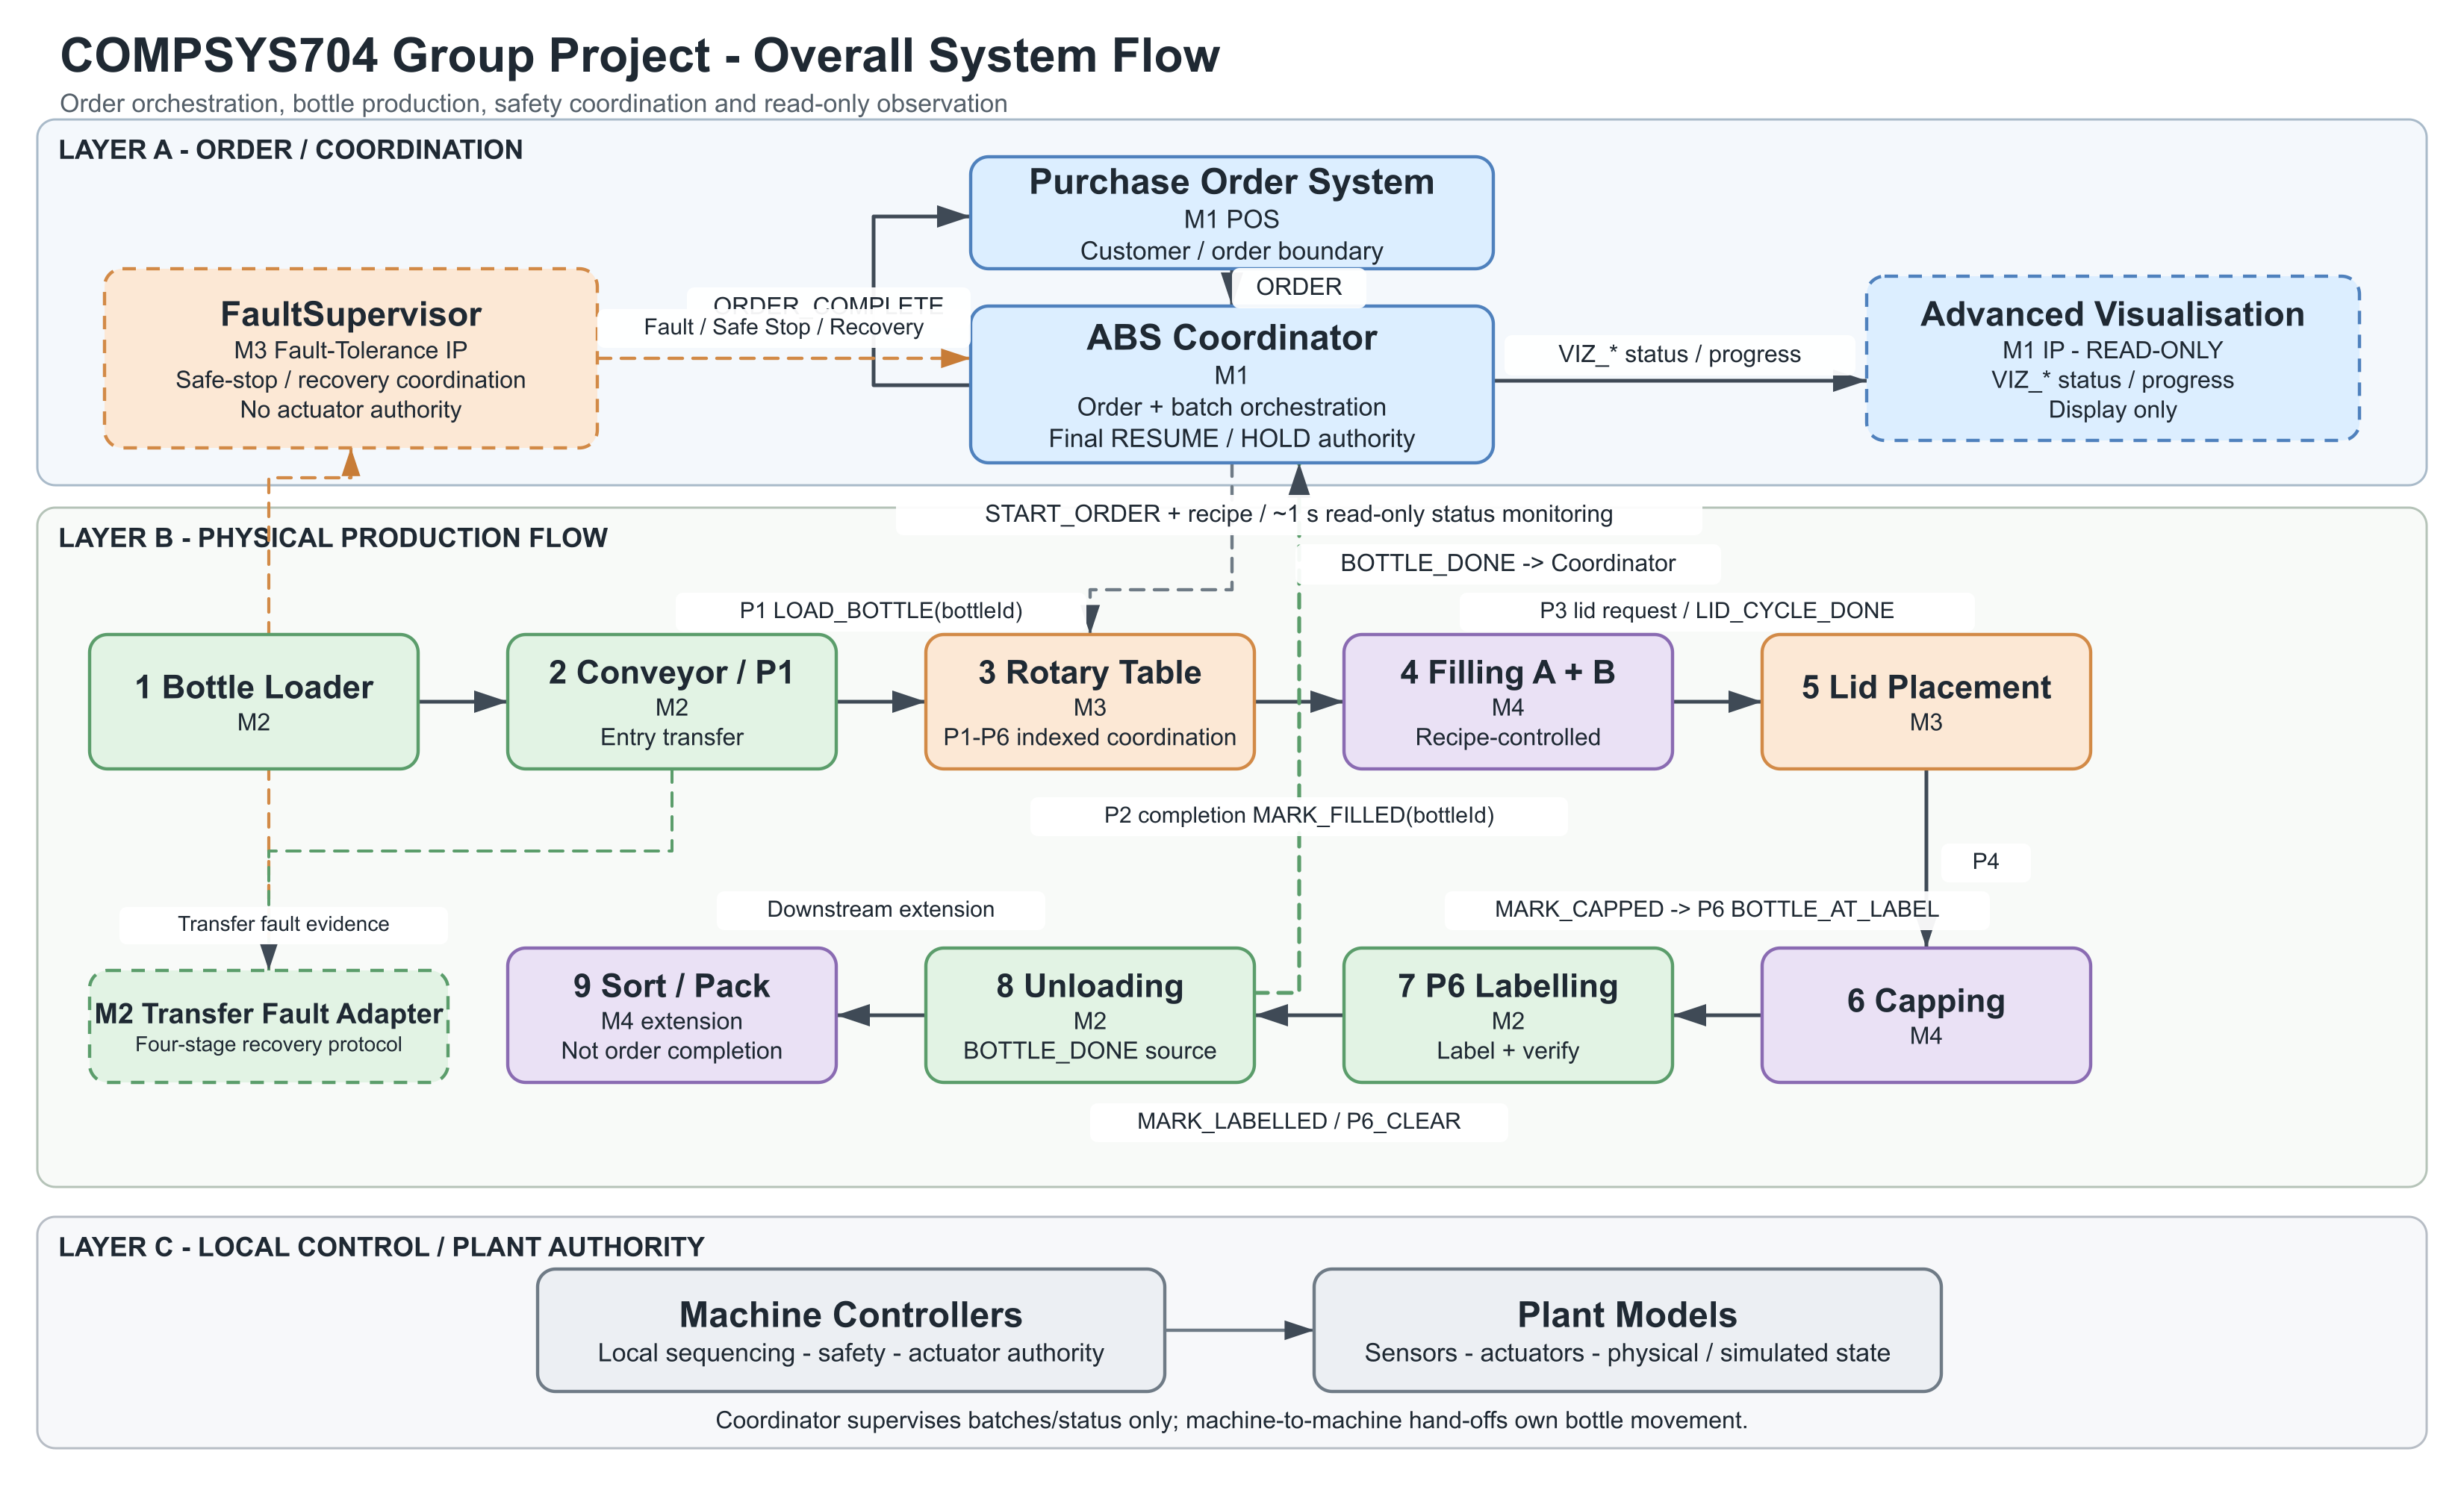 COMPSYS704 Group Project - Overall System Flow
Order orchestration, bottle production, safety coordination and read-only observation
LAYER A - ORDER / COORDINATION
Purchase Order System
M1 POS
Customer / order boundary
ORDER
FaultSupervisor
M3 Fault-Tolerance IP
Safe-stop / recovery coordination
No actuator authority
ORDER_COMPLETE
Fault / Safe Stop / Recovery
ABS Coordinator
M1
Order + batch orchestration
Final RESUME / HOLD authority
VIZ_* status / progress
Advanced Visualisation
M1 IP - READ-ONLY
VIZ_* status / progress
Display only
START_ORDER + recipe / ~1 s read-only status monitoring
LAYER B - PHYSICAL PRODUCTION FLOW
BOTTLE_DONE -> Coordinator
P1 LOAD_BOTTLE(bottleId)
P3 lid request / LID_CYCLE_DONE
1 Bottle Loader
M2
2 Conveyor / P1
M2
Entry transfer
3 Rotary Table
M3
P1-P6 indexed coordination
4 Filling A + B
M4
Recipe-controlled
5 Lid Placement
M3
P2 completion MARK_FILLED(bottleId)
P4
Transfer fault evidence
Downstream extension
MARK_CAPPED -> P6 BOTTLE_AT_LABEL
M2 Transfer Fault Adapter
Four-stage recovery protocol
9 Sort / Pack
M4 extension
Not order completion
8 Unloading
M2
BOTTLE_DONE source
7 P6 Labelling
M2
Label + verify
6 Capping
M4
MARK_LABELLED / P6_CLEAR
LAYER C - LOCAL CONTROL / PLANT AUTHORITY
Machine Controllers
Local sequencing - safety - actuator authority
Plant Models
Sensors - actuators - physical / simulated state
Coordinator supervises batches/status only; machine-to-machine hand-offs own bottle movement.